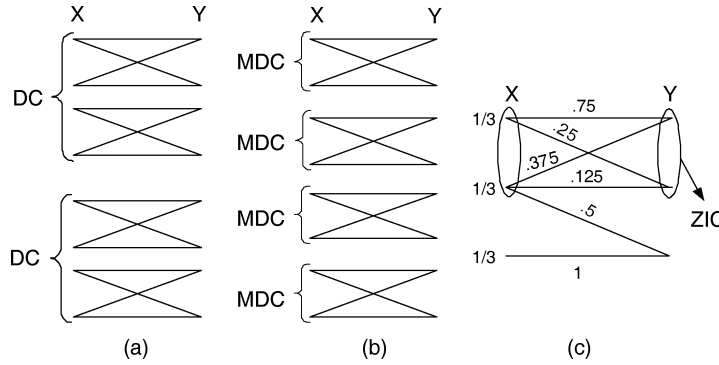 X Y
DC
DC
(a)
X Y
MDC
MDC
MDC
MDC
(b)
X Y
1/3
.75
.25
.375
1/3
.125
.5
ZIC
1/3
1
(c)